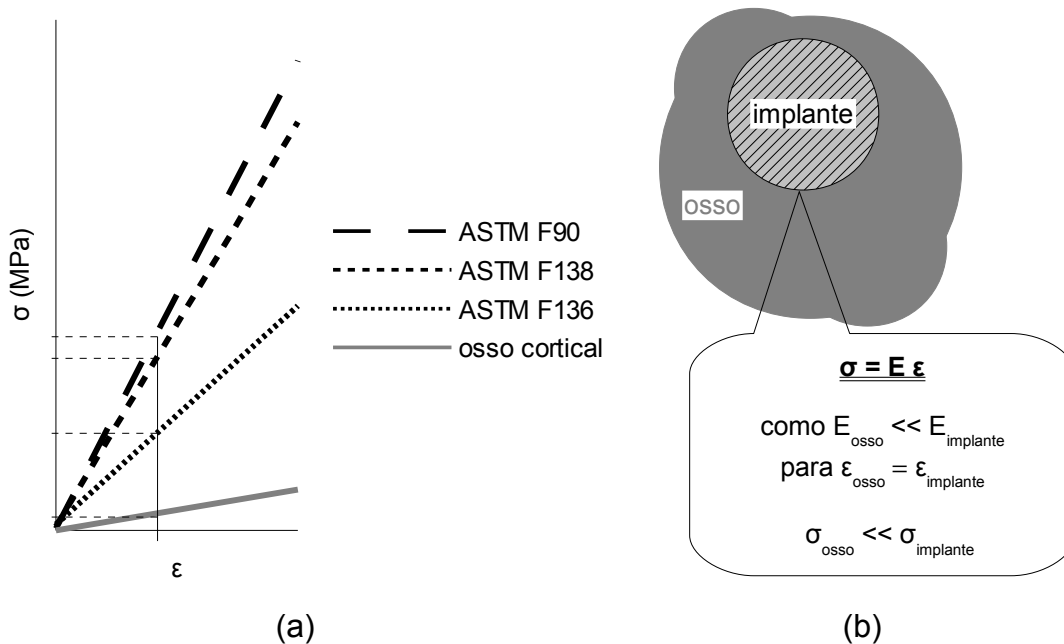 σ (MPa)
ε
ASTM F90
ASTM F138
ASTM F136
osso cortical
(a)
implante
osso
σ = E ε
como E_osso << E_implante
para ε_osso = ε_implante
σ_osso << σ_implante
(b)